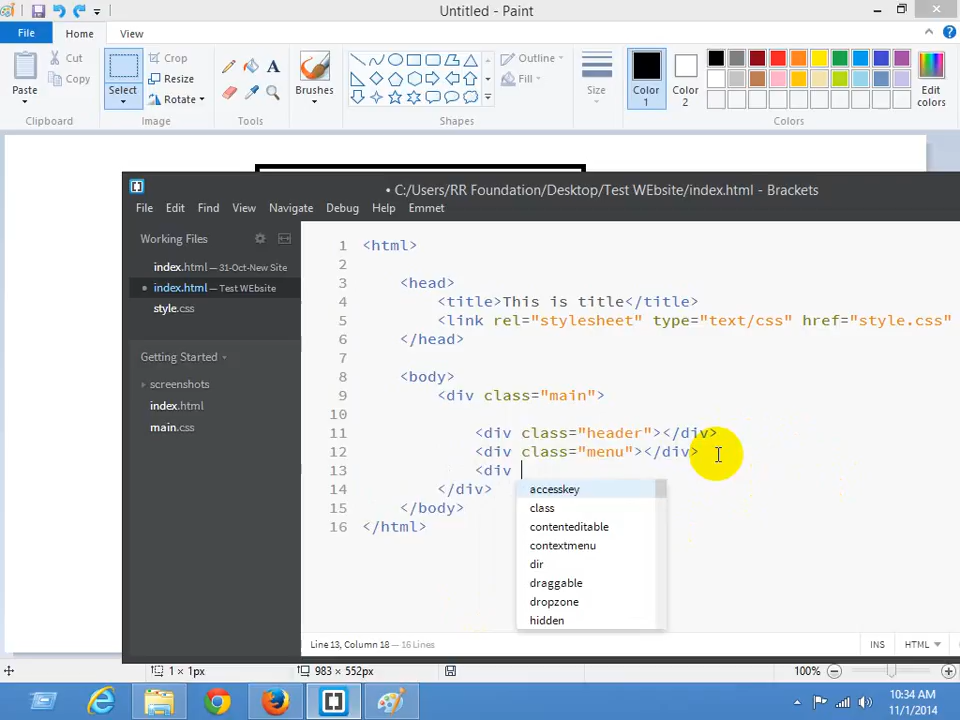 Untitled - Paint
File
Home
View
Paste
Cut
Copy
Clipboard
Select
Crop
Resize
Rotate
Image
A
Tools
Brushes
Outline
Fill
Shapes
Size
Color 1
Color 2
Edit colors
Colors
• C:/Users/RR Foundation/Desktop/Test WEbsite/index.html - Brackets
File Edit Find View Navigate Debug Help Emmet
Working Files
index.html — 31-Oct-New Site
index.html — Test WEbsite
style.css
Getting Started
screenshots
index.html
main.css
1 <html>
2
3 <head>
4 <title>This is title</title>
5 <link rel="stylesheet" type="text/css" href="style.css"
6 </head>
7
8 <body>
9 <div class="main">
10
11 <div class="header"></div>
12 <div class="menu"></div>
13 <div
14 </div>
15 </body>
16 </html>
accesskey
class
contenteditable
contextmenu
dir
draggable
dropzone
hidden
Line 13, Column 18 — 16 Lines
INS
HTML
1 × 1px
983 × 552px
100%
10:34 AM
11/1/2014